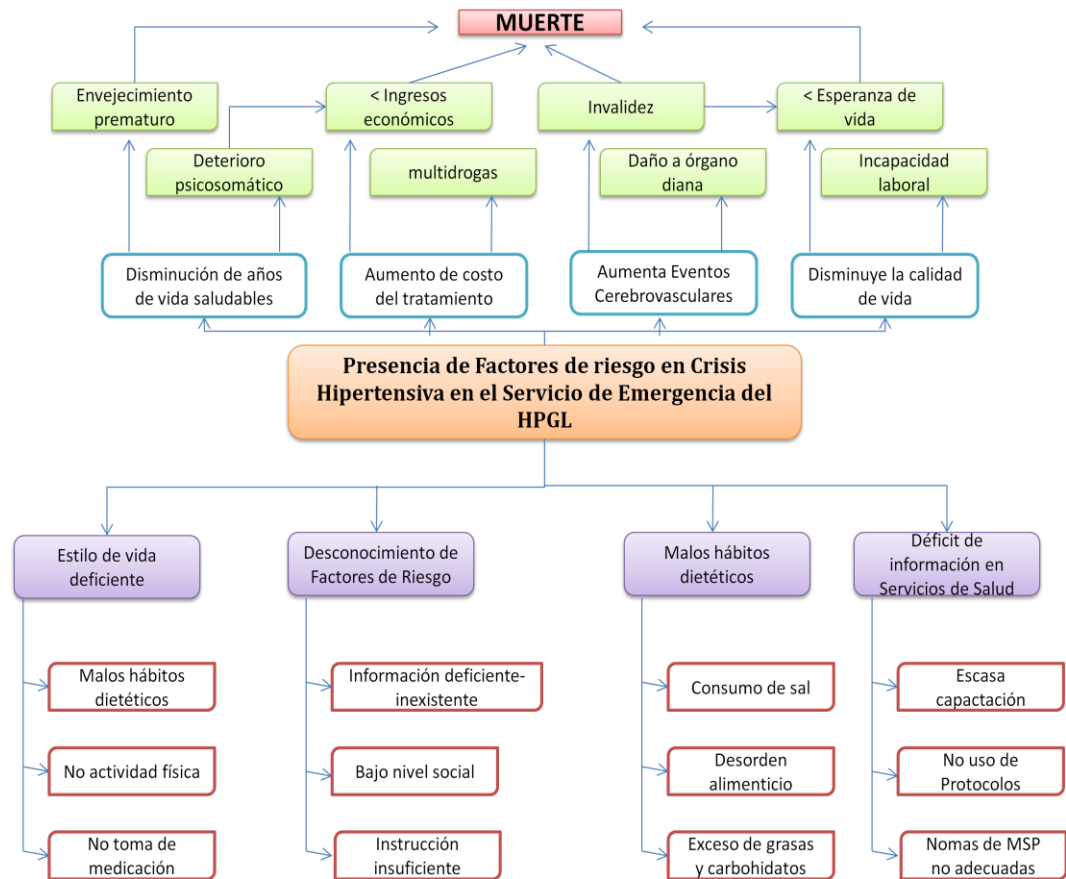 MUERTE
Envejecimiento
prematuro
< Ingresos
económicos
Invalidez
< Esperanza de
vida
Deterioro
psicosomático
multidrogas
Daño a órgano
diana
Incapacidad
laboral
Disminución de años
de vida saludables
Aumento de costo
del tratamiento
Aumenta Eventos
Cerebrovasculares
Disminuye la calidad
de vida
Presencia de Factores de riesgo en Crisis
Hipertensiva en el Servicio de Emergencia del
HPGL
Estilo de vida
deficiente
Desconocimiento de
Factores de Riesgo
Malos hábitos
dietéticos
Déficit de
información en
Servicios de Salud
Malos hábitos
dietéticos
Información deficiente-
inexistente
Consumo de sal
Escasa
capactación
No actividad física
Bajo nivel social
Desorden
alimenticio
No uso de
Protocolos
No toma de
medicación
Instrucción
insuficiente
Exceso de grasas
y carbohidatos
Nomas de MSP
no adecuadas